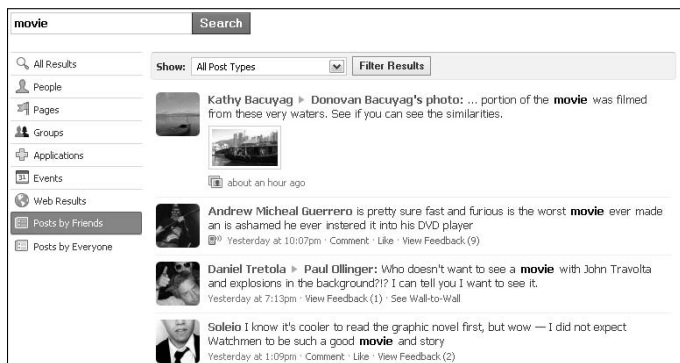 movie
Search
All Results
People
Pages
Groups
Applications
31 Events
Web Results
Posts by Friends
Posts by Everyone
Show: All Post Types Filter Results
Kathy Bacuyag Donovan Bacuyag's photo: ... portion of the movie was filmed
from these very waters. See if you can see the similarities.
about an hour ago
Andrew Micheal Guerrero is pretty sure fast and furious is the worst movie ever made
an is ashamed he ever instered it into his DVD player
Yesterday at 10:07pm · Comment · Like · View Feedback (9)
Daniel Tretola Paul Ollinger: Who doesn't want to see a movie with John Travolta
and explosions in the background?!? I can tell you I want to see it.
Yesterday at 7:13pm · View Feedback (1) · See Wall-to-Wall
Soleio I know it's cooler to read the graphic novel first, but wow — I did not expect
Watchmen to be such a good movie and story
Yesterday at 1:09pm · Comment · Like · View Feedback (2)